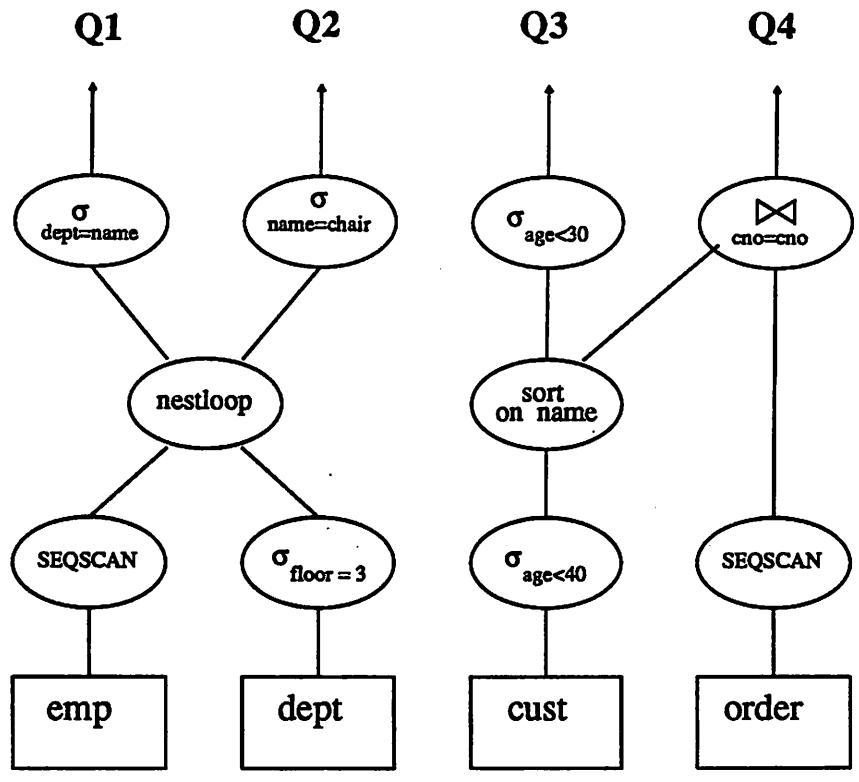 Q1 Q2 Q3 Q4
σ
dept=name
σ
name=chair
σ age<30
⋈
cno=cno
nestloop
sort
on name
SEQSCAN
σ floor = 3
σ age<40
SEQSCAN
emp
dept
cust
order